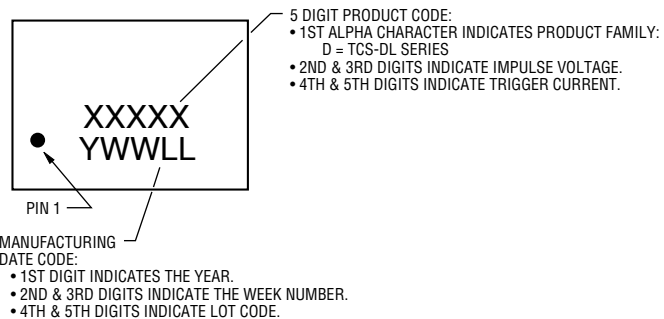 5 DIGIT PRODUCT CODE:
• 1ST ALPHA CHARACTER INDICATES PRODUCT FAMILY:
D = TCS-DL SERIES
• 2ND & 3RD DIGITS INDICATE IMPULSE VOLTAGE.
• 4TH & 5TH DIGITS INDICATE TRIGGER CURRENT.
XXXXX
YWWLL
PIN 1
MANUFACTURING
DATE CODE:
• 1ST DIGIT INDICATES THE YEAR.
• 2ND & 3RD DIGITS INDICATE THE WEEK NUMBER.
• 4TH & 5TH DIGITS INDICATE LOT CODE.